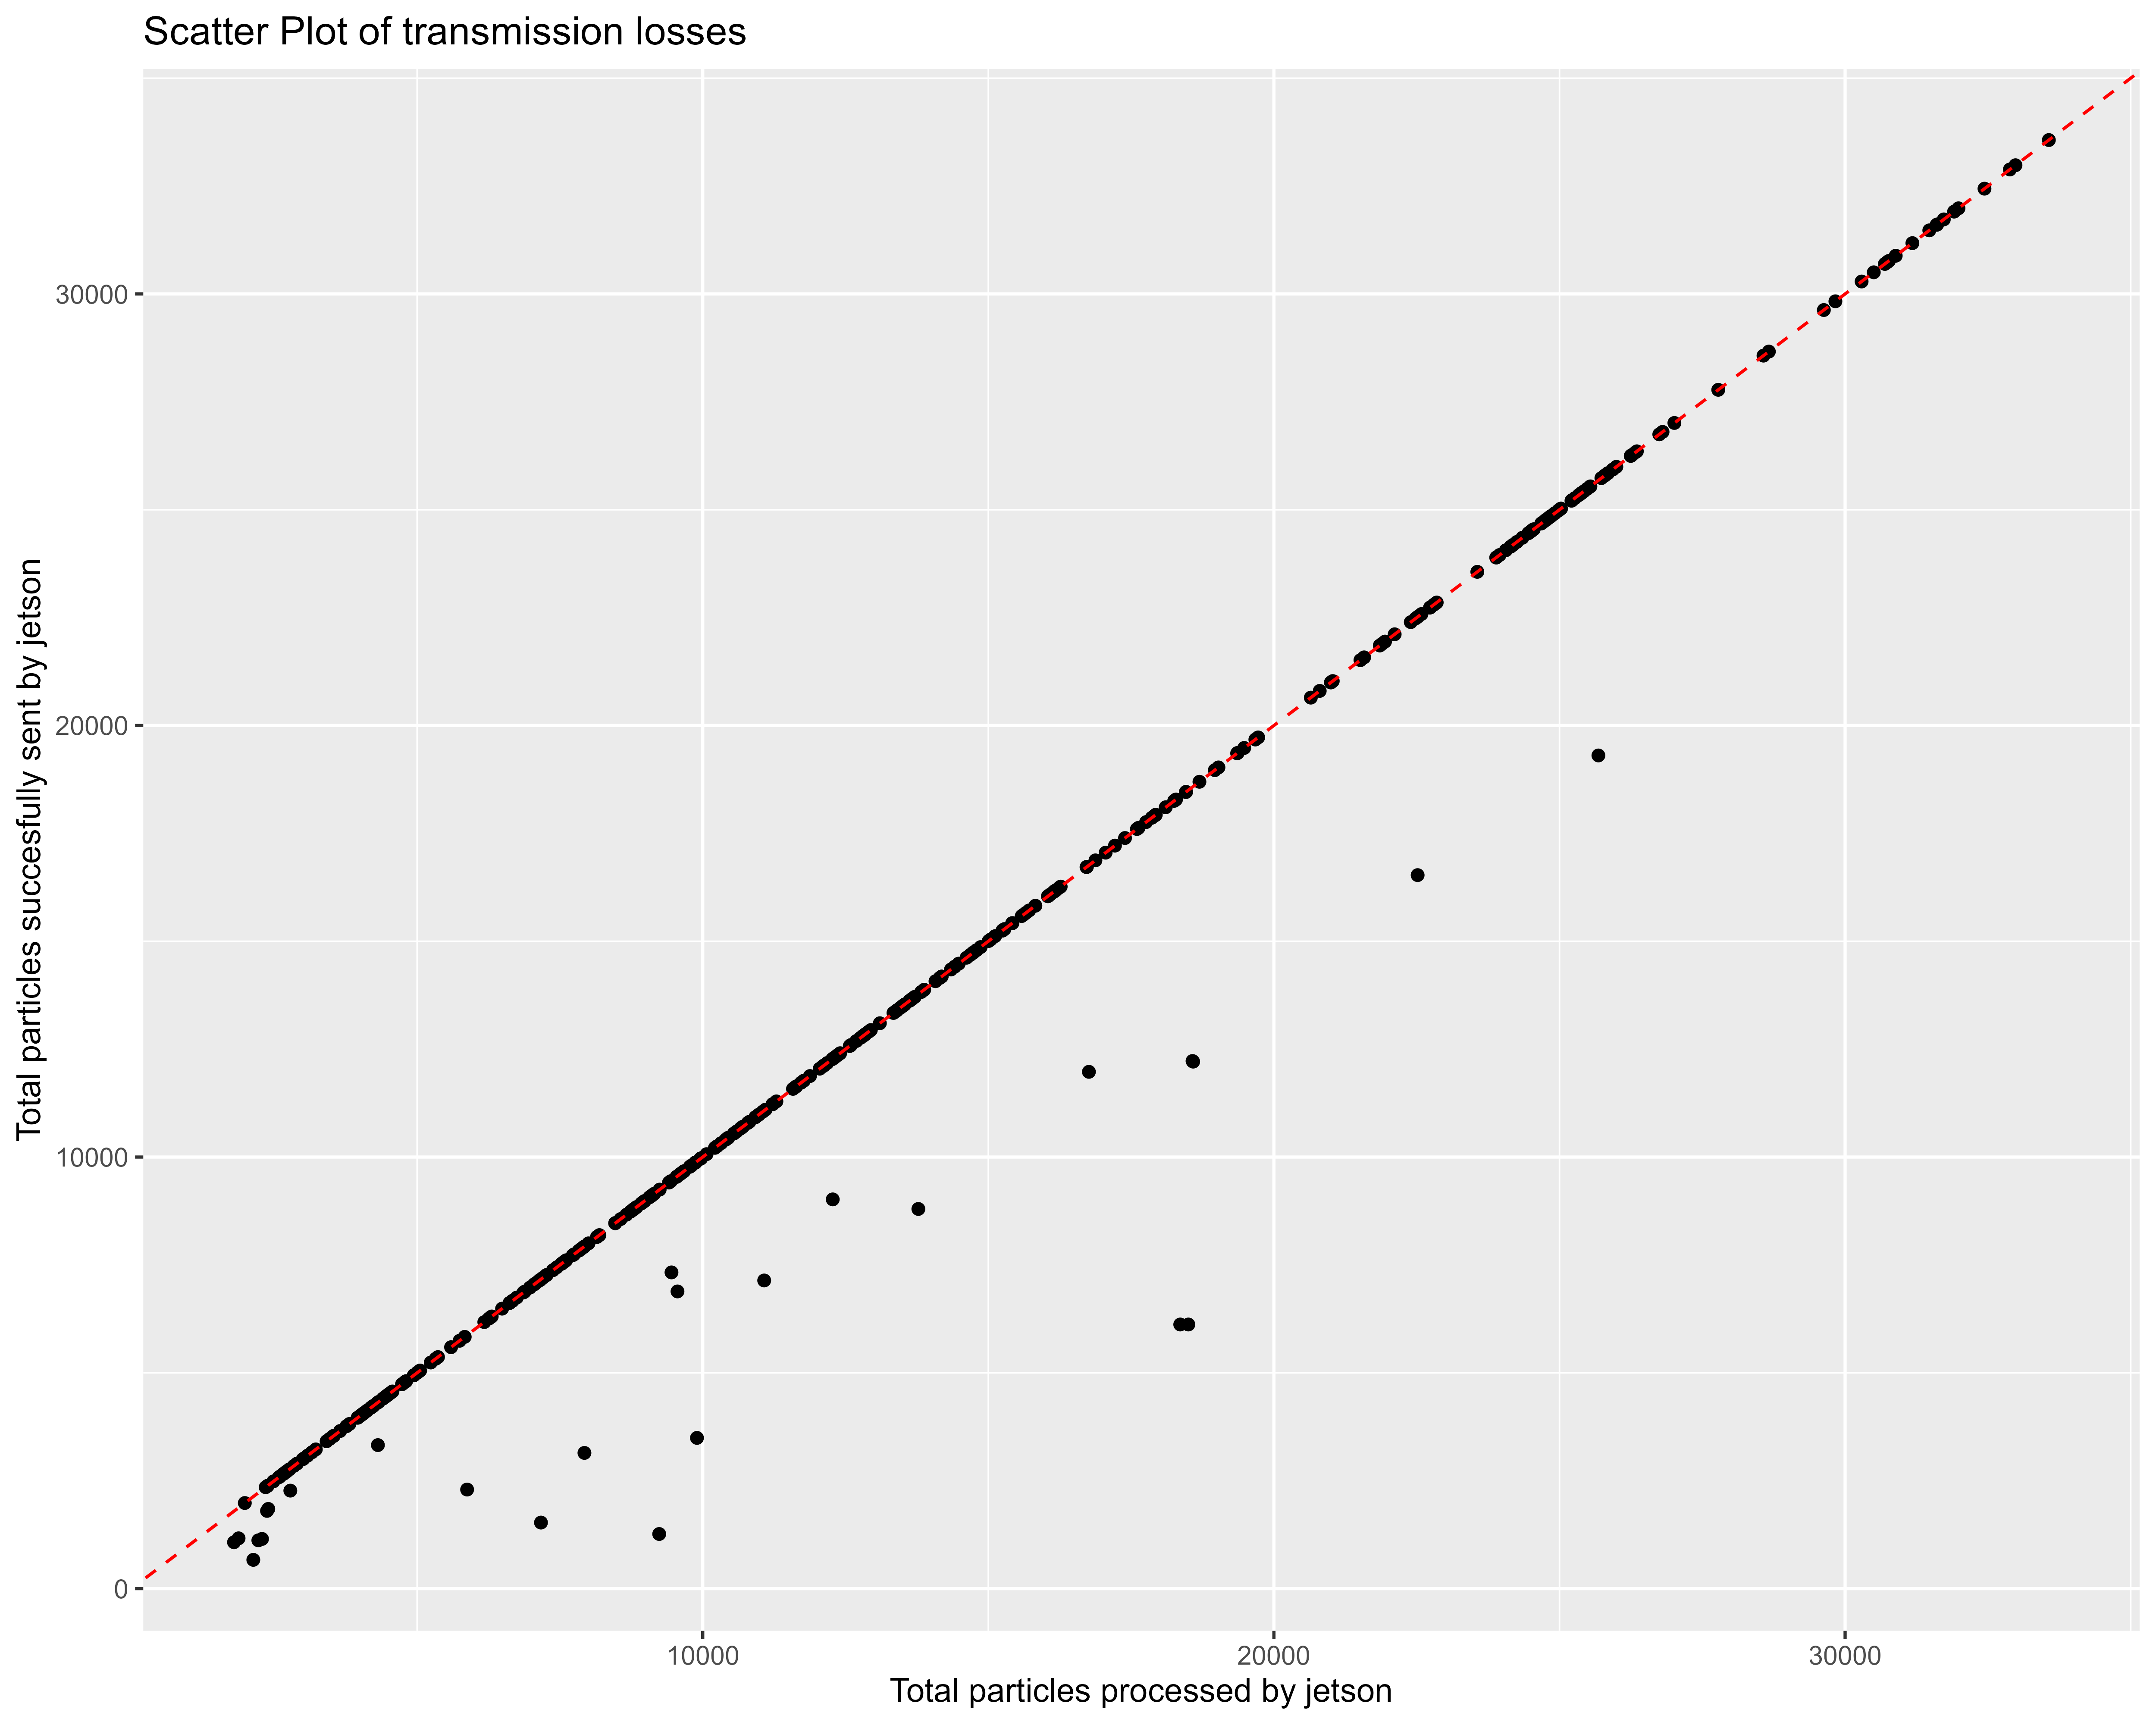 Scatter Plot of transmission losses
Total particles succesfully sent by jetson
30000
20000
10000
0
10000 20000 30000
Total particles processed by jetson